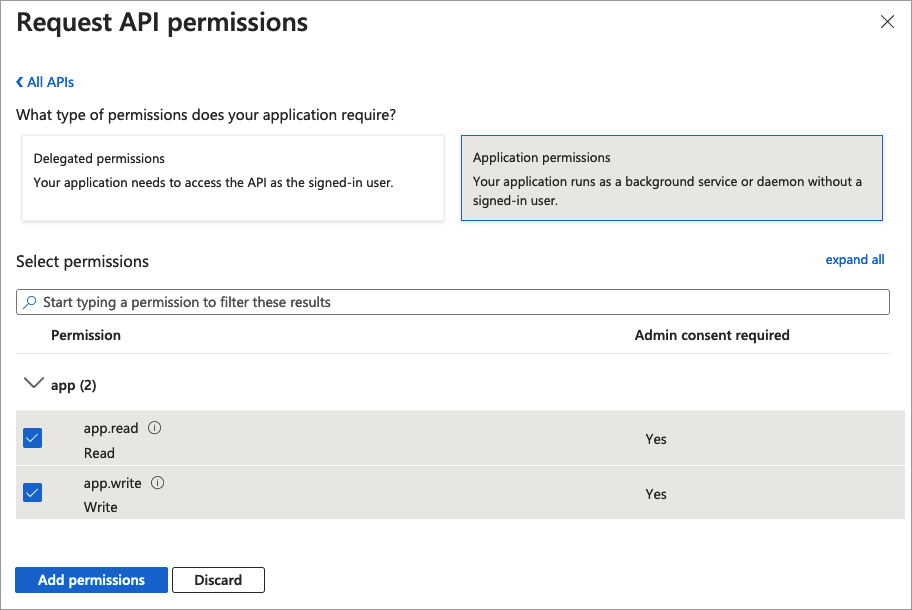 Request API permissions
All APIs
What type of permissions does your application require?
Delegated permissions
Your application needs to access the API as the signed-in user.
Application permissions
Your application runs as a background service or daemon without a
signed-in user.
Select permissions
expand all
Start typing a permission to filter these results
Permission
Admin consent required
app (2)
app.read
Read
Yes
app.write
Write
Yes
Add permissions
Discard